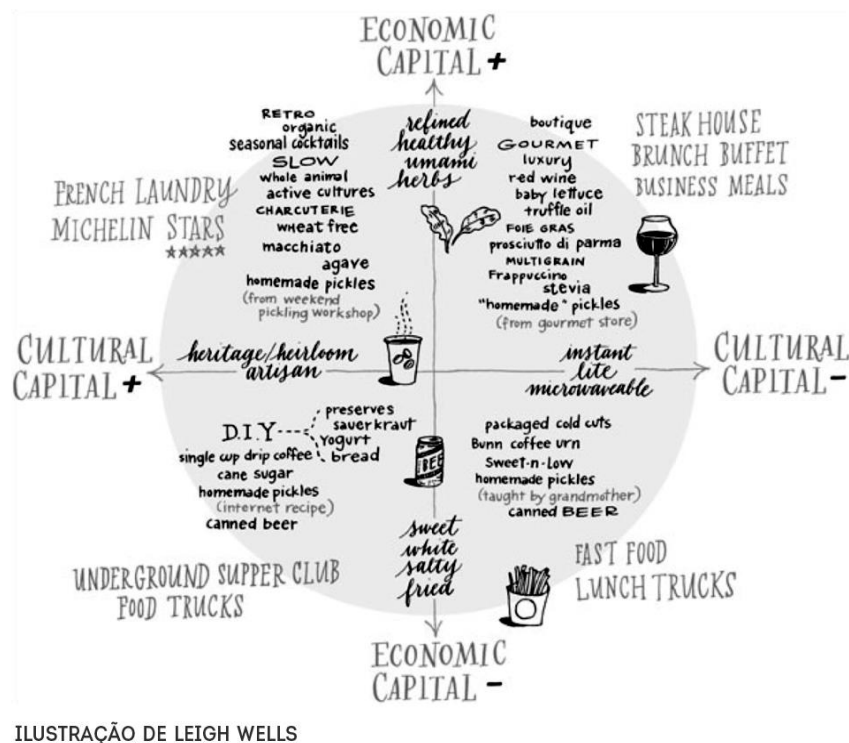 ECONOMIC
CAPITAL +
RETRO
organic
seasonal cocktails
SLOW
whole animal
active cultures
CHARCUTERIE
wheat free
macchiato
agave
homemade pickles
(from weekend
pickling workshop)
refined
healthy
umami
herbs
boutique
GOURMET
luxury
red wine
baby lettuce
truffle oil
FOIE GRAS
prosciutto di parma
MULTIGRAIN
Frappuccino
stevia
"homemade" pickles
(from gourmet store)
STEAK HOUSE
BRUNCH BUFFET
BUSINESS MEALS
FRENCH LAUNDRY
MICHELIN STARS
★★★★★
CULTURAL
CAPITAL +
heritage/heirloom
artisan
instant
lite
microwaveable
CULTURAL
CAPITAL -
D.I.Y
preserves
sauerkraut
Yogurt
bread
single cup drip coffee
cane sugar
homemade pickles
(internet recipe)
canned beer
BEE
packaged cold cuts
Bunn coffee urn
Sweet-n-Low
homemade pickles
(taught by grandmother)
canned BEER
sweet
white
salty
fried
UNDERGROUND SUPPER CLUB
FOOD TRUCKS
FAST FOOD
LUNCH TRUCKS
ECONOMIC
CAPITAL -
ILUSTRAÇÃO DE LEIGH WELLS